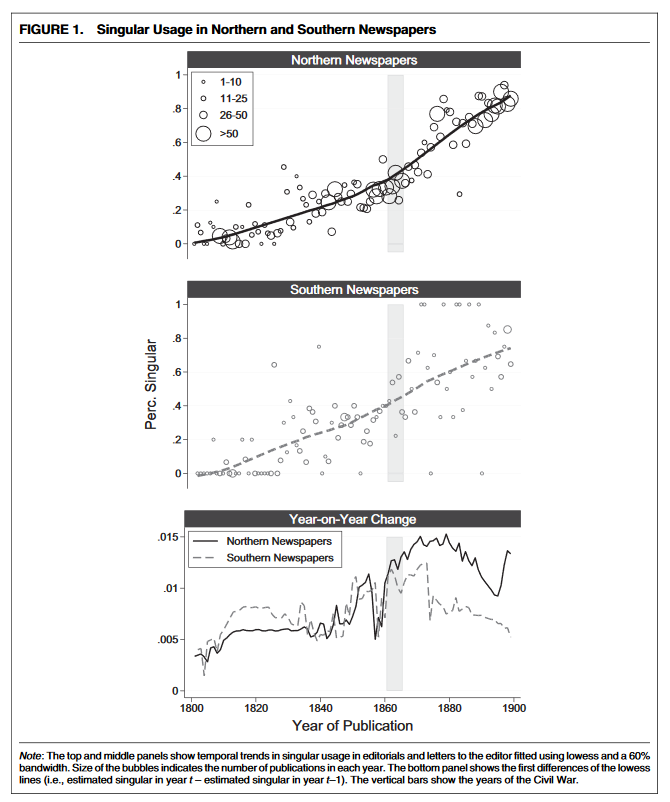 FIGURE 1. Singular Usage in Northern and Southern Newspapers
Northern Newspapers
1
.8
.6
.4
.2
0
1-10
11-25
26-50
>50
Southern Newspapers
1
.8
.6
.4
.2
0
Perc. Singular
Year-on-Year Change
.015
.01
.005
0
Northern Newspapers
Southern Newspapers
1800 1820 1840 1860 1880 1900
Year of Publication
Note: The top and middle panels show temporal trends in singular usage in editorials and letters to the editor fitted using lowess and a 60%
bandwidth. Size of the bubbles indicates the number of publications in each year. The bottom panel shows the first differences of the lowess
lines (i.e., estimated singular in year t – estimated singular in year t–1). The vertical bars show the years of the Civil War.